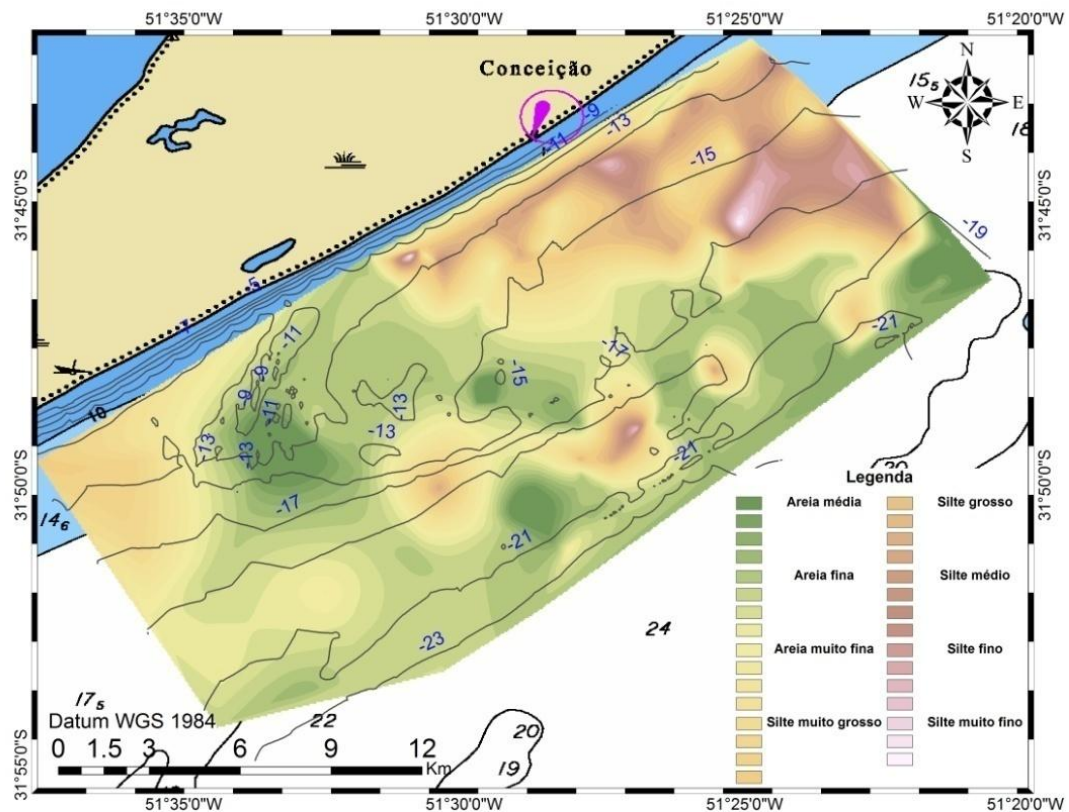 51°35'0"W 51°30'0"W 51°25'0"W 51°20'0"W
Conceição
N
W E
S
15₅
18
-9
-13
-11
-15
31°45'0"S 31°45'0"S
-19
-5
-11
-9
-9
-11
-17
-21
-15
-13
10
-13
-13
-13
-21
20
31°50'0"S 31°50'0"S
14₆
-17
-21
-23
24
Legenda
Areia média Silte grosso
Areia fina Silte médio
Areia muito fina Silte fino
Silte muito grosso Silte muito fino
17₅
22
20
19
Datum WGS 1984
0 1.5 3 6 9 12
Km
31°55'0"S 31°55'0"S
51°35'0"W 51°30'0"W 51°25'0"W 51°20'0"W